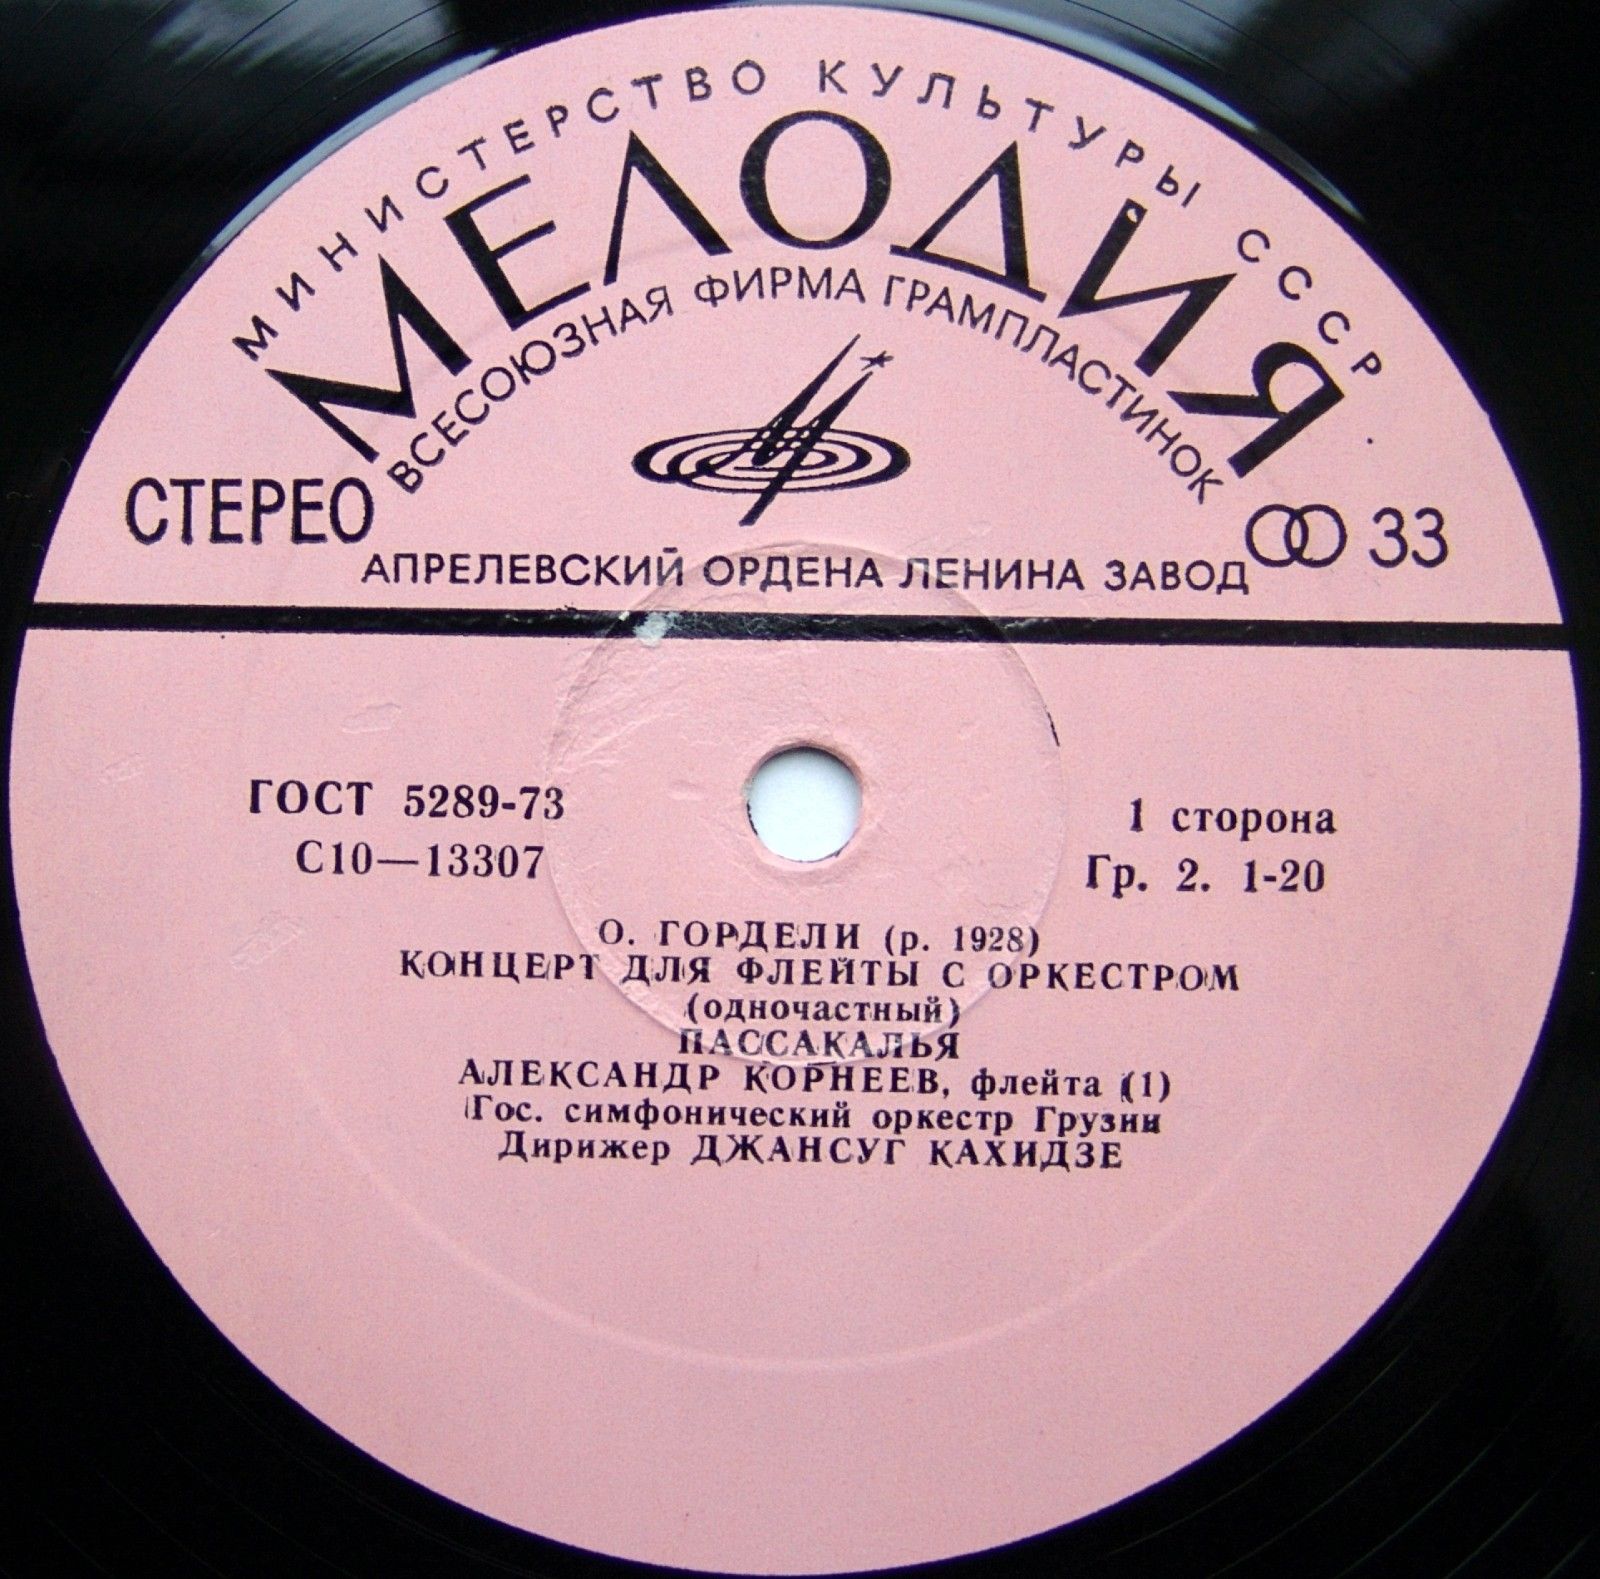 МИНИСТЕРСТВО КУЛЬТУРЫ СССР
МЕЛОДИЯ
ВСЕСОЮЗНАЯ ФИРМА ГРАМПЛАСТИНОК
СТЕРЕО
33
АПРЕЛЕВСКИЙ ОРДЕНА ЛЕНИНА ЗАВОД
ГОСТ 5289-73
С10—13307
1 сторона
Гр. 2. 1-20
О. ГОРДЕЛИ (р. 1928)
КОНЦЕРТ ДЛЯ ФЛЕЙТЫ С ОРКЕСТРОМ
(одночастный)
ПАССАКАЛЬЯ
АЛЕКСАНДР КОРНЕЕВ, флейта (1)
Гос. симфонический оркестр Грузии
Дирижер ДЖАНСУГ КАХИДЗЕ